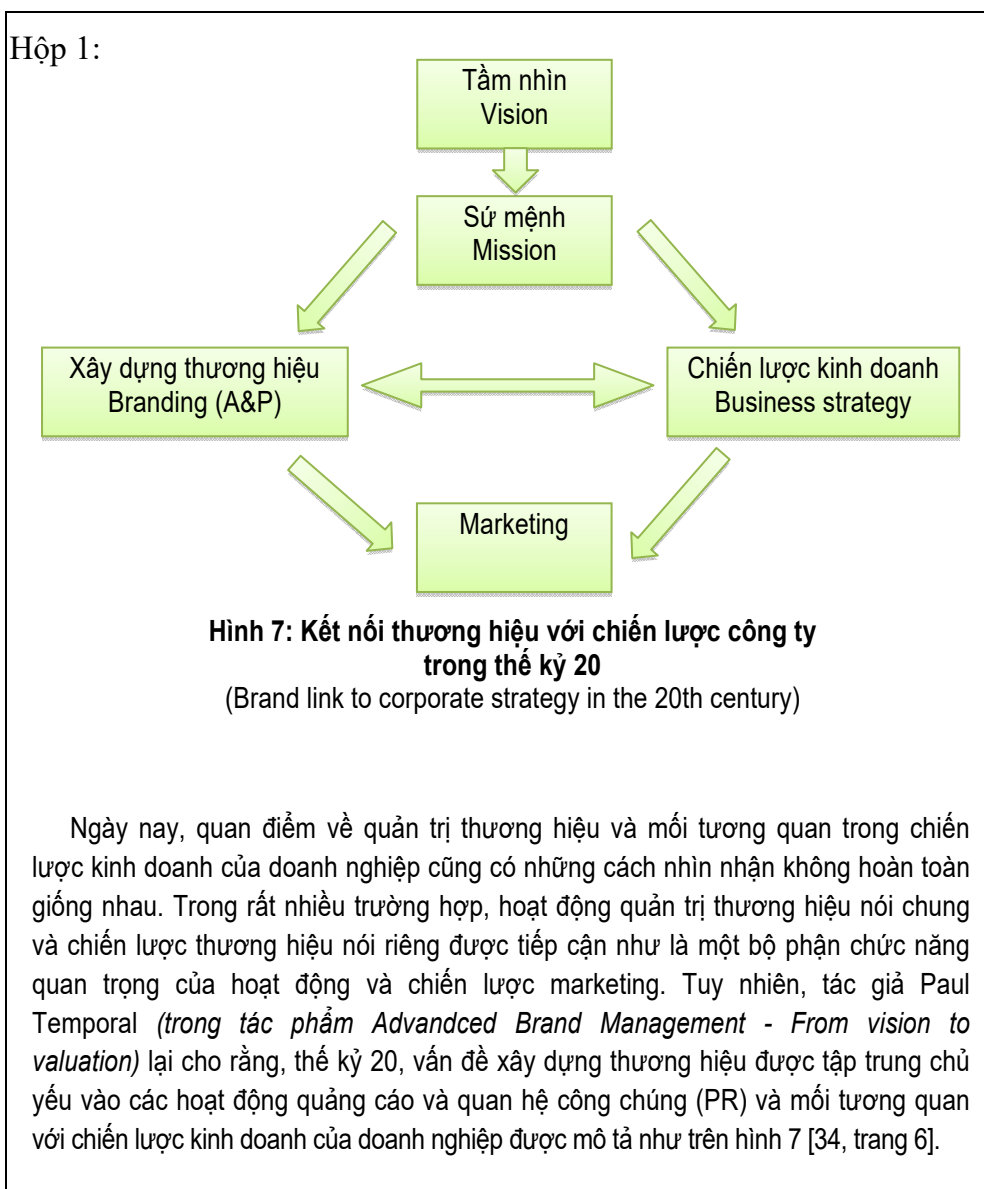 Hộp 1:
Tầm nhìn
Vision
Sứ mệnh
Mission
Xây dựng thương hiệu
Branding (A&P)
Chiến lược kinh doanh
Business strategy
Marketing
Hình 7: Kết nối thương hiệu với chiến lược công ty
trong thế kỷ 20
(Brand link to corporate strategy in the 20th century)
Ngày nay, quan điểm về quản trị thương hiệu và mối tương quan trong chiến
lược kinh doanh của doanh nghiệp cũng có những cách nhìn nhận không hoàn toàn
giống nhau. Trong rất nhiều trường hợp, hoạt động quản trị thương hiệu nói chung
và chiến lược thương hiệu nói riêng được tiếp cận như là một bộ phận chức năng
quan trọng của hoạt động và chiến lược marketing. Tuy nhiên, tác giả Paul
Temporal (trong tác phẩm Advandced Brand Management - From vision to
valuation) lại cho rằng, thế kỷ 20, vấn đề xây dựng thương hiệu được tập trung chủ
yếu vào các hoạt động quảng cáo và quan hệ công chúng (PR) và mối tương quan
với chiến lược kinh doanh của doanh nghiệp được mô tả như trên hình 7 [34, trang 6].